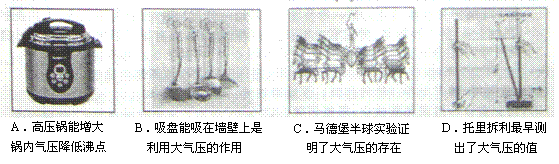 A．高压锅能增大
锅内气压降低沸点
B．吸盘能吸在墙壁上是
利用大气压的作用
C．马德堡半球实验证
明了大气压的存在
D．托里拆利最早测
出了大气压的值